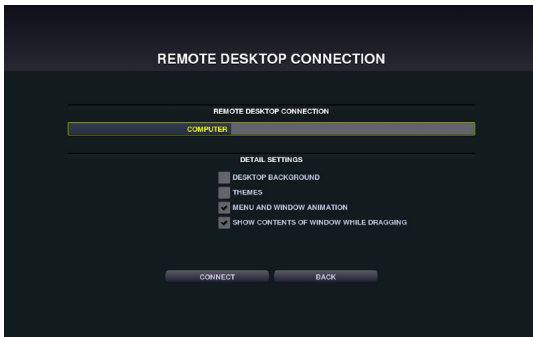 REMOTE DESKTOP CONNECTION
REMOTE DESKTOP CONNECTION
COMPUTER
DETAIL SETTINGS
DESKTOP BACKGROUND
THEMES
MENU AND WINDOW ANIMATION
SHOW CONTENTS OF WINDOW WHILE DRAGGING
CONNECT BACK